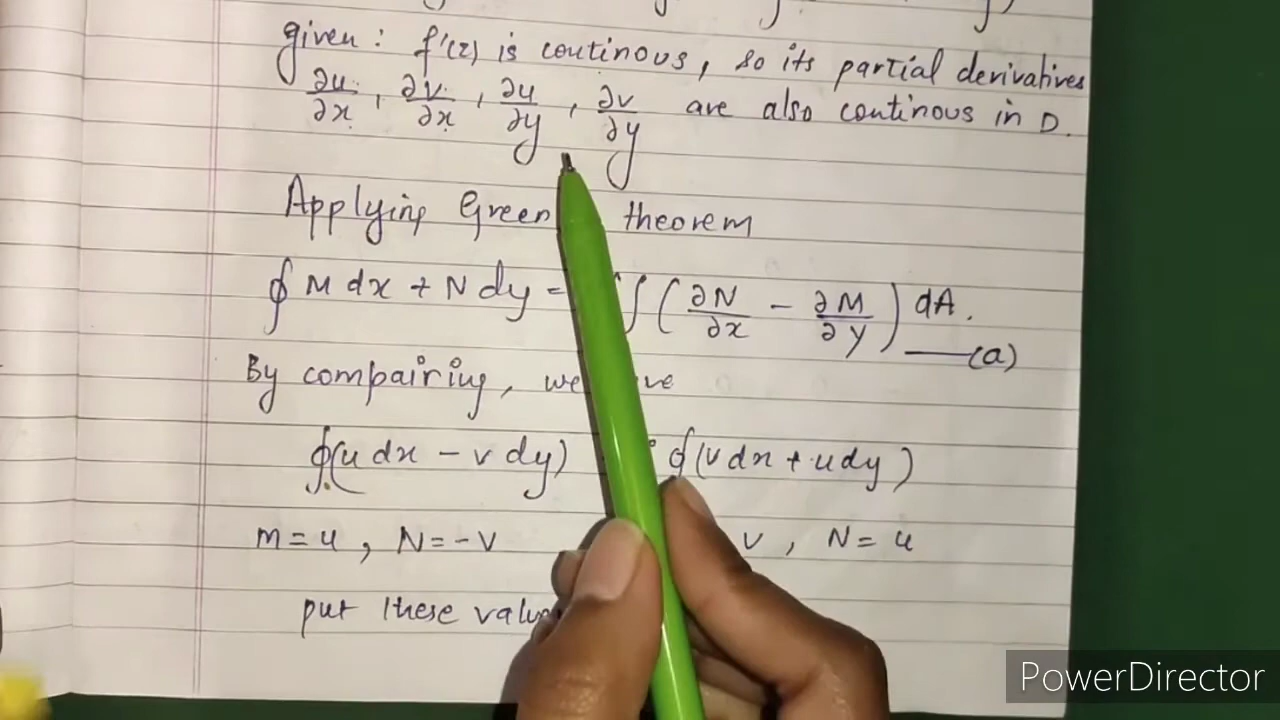 given : f'(z) is continous, so its partial derivatives
∂u/∂x , ∂v/∂x , ∂u/∂y , ∂v/∂y are also continous in D.
Applying Green theorem
∮ M dx + N dy = ∫ ( ∂N/∂x - ∂M/∂y ) dA. —(a)
By compairing, we
∮(u dx - v dy) ∮(v dx + u dy)
m = u , N = -v v , N = u
put these
PowerDirector